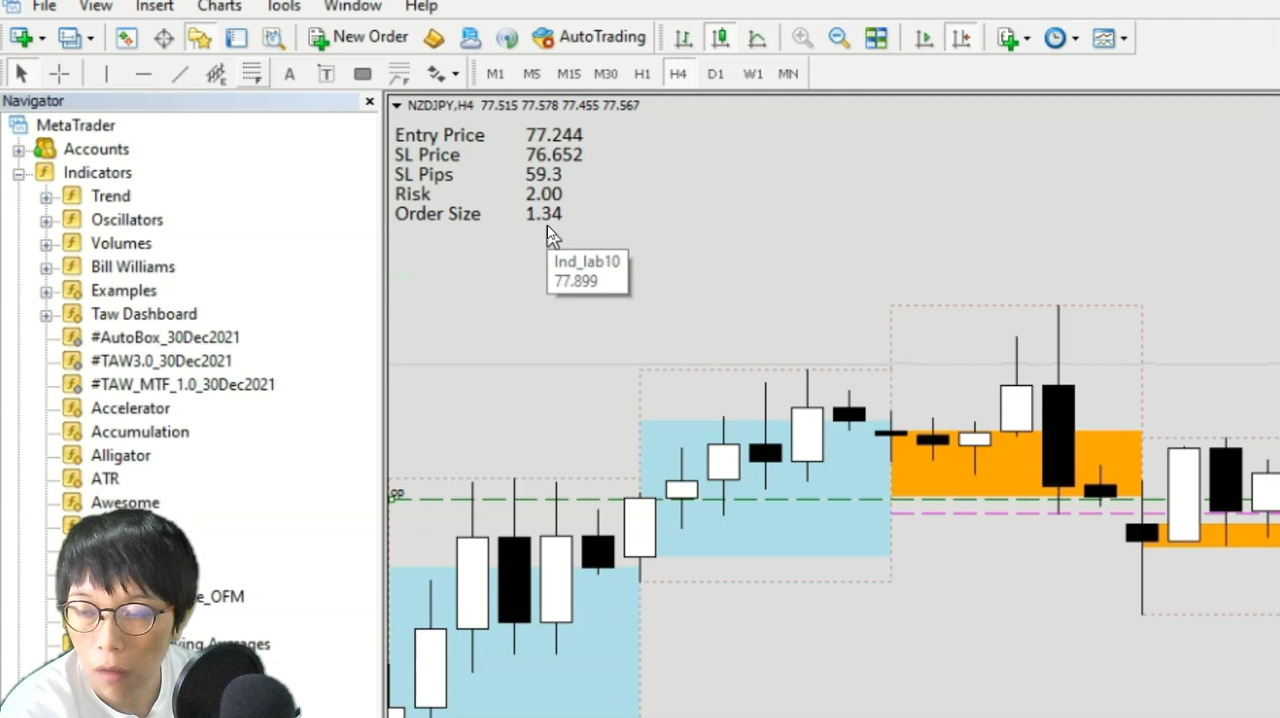 File View Insert Charts Tools Window Help
New Order AutoTrading
A T M1 M5 M15 M30 H1 H4 D1 W1 MN
Navigator
MetaTrader
Accounts
Indicators
Trend
Oscillators
Volumes
Bill Williams
Examples
Taw Dashboard
#AutoBox_30Dec2021
#TAW3.0_30Dec2021
#TAW_MTF_1.0_30Dec2021
Accelerator
Accumulation
Alligator
ATR
Awesome
e_OFM
Averages
NZDJPY,H4 77.515 77.578 77.455 77.567
Entry Price 77.244
SL Price 76.652
SL Pips 59.3
Risk 2.00
Order Size 1.34
Ind_lab10
77.899
OP